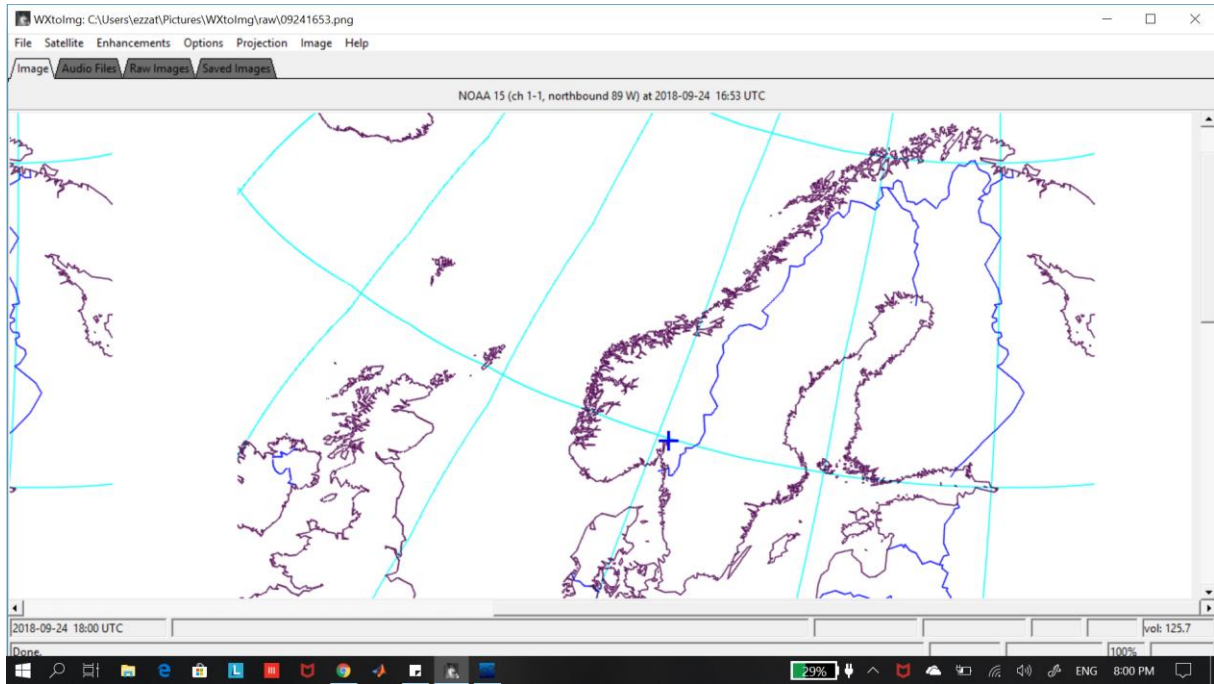 WXtoImg: C:\Users\ezzat\Pictures\WXtoImg\raw\09241653.png
File Satellite Enhancements Options Projection Image Help
Image Audio Files Raw Images Saved Images
NOAA 15 (ch 1-1, northbound 89 W) at 2018-09-24 16:53 UTC
2018-09-24 18:00 UTC vol: 125.7
Done. 100%
29% ENG 8:00 PM